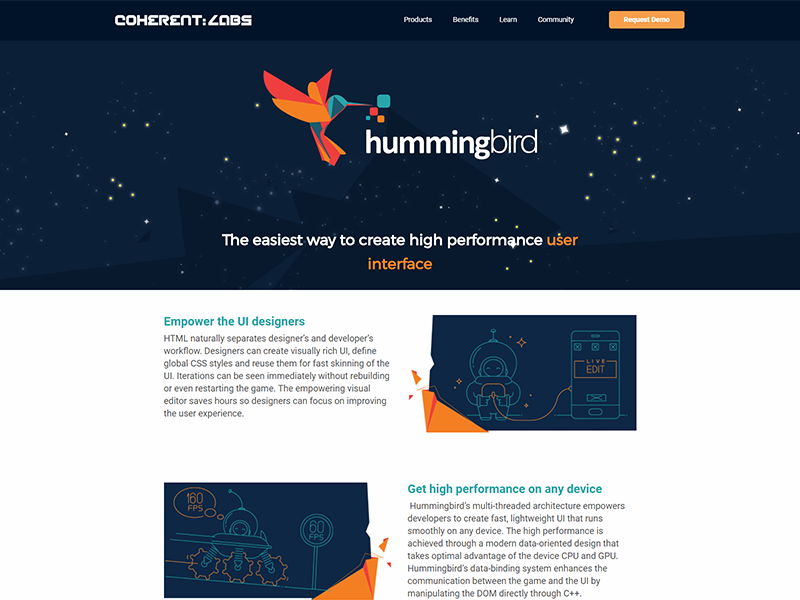 COHERENT:LABS
Products Benefits Learn Community Request Demo
hummingbird
The easiest way to create high performance user
interface
Empower the UI designers
HTML naturally separates designer's and developer's
workflow. Designers can create visually rich UI, define
global CSS styles and reuse them for fast skinning of the
UI. Iterations can be seen immediately without rebuilding
or even restarting the game. The empowering visual
editor saves hours so designers can focus on improving
the user experience.
LIVE
EDIT
160
FPS
60
FPS
Get high performance on any device
Hummingbird's multi-threaded architecture empowers
developers to create fast, lightweight UI that runs
smoothly on any device. The high performance is
achieved through a modern data-oriented design that
takes optimal advantage of the device CPU and GPU.
Hummingbird's data-binding system enhances the
communication between the game and the UI by
manipulating the DOM directly through C++.